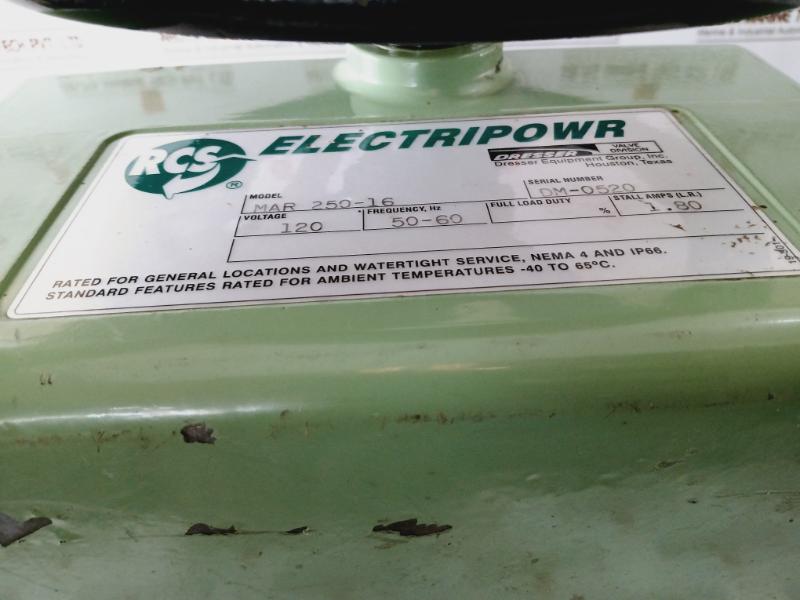 RCS®
ELECTRIPOWR
DRESSER VALVE DIVISION
Dresser Equipment Group, Inc.
Houston, Texas
MODEL
MAR 250-16
SERIAL NUMBER
DM-0520
VOLTAGE
120
FREQUENCY, Hz
50-60
FULL LOAD DUTY
%
STALL AMPS (L.R.)
1.80
RATED FOR GENERAL LOCATIONS AND WATERTIGHT SERVICE, NEMA 4 AND IP66.
STANDARD FEATURES RATED FOR AMBIENT TEMPERATURES -40 TO 65°C.